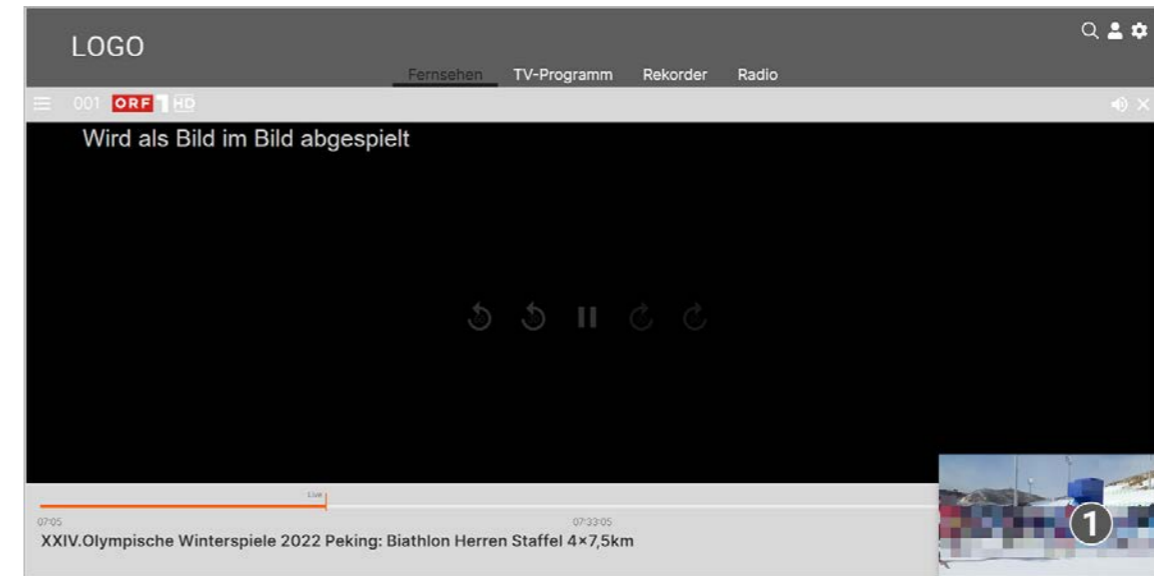 LOGO
Fernsehen TV-Programm Rekorder Radio
001 ORF 1 HD
Wird als Bild im Bild abgespielt
Live
07:05 07:33:05
XXIV.Olympische Winterspiele 2022 Peking: Biathlon Herren Staffel 4×7,5km
1